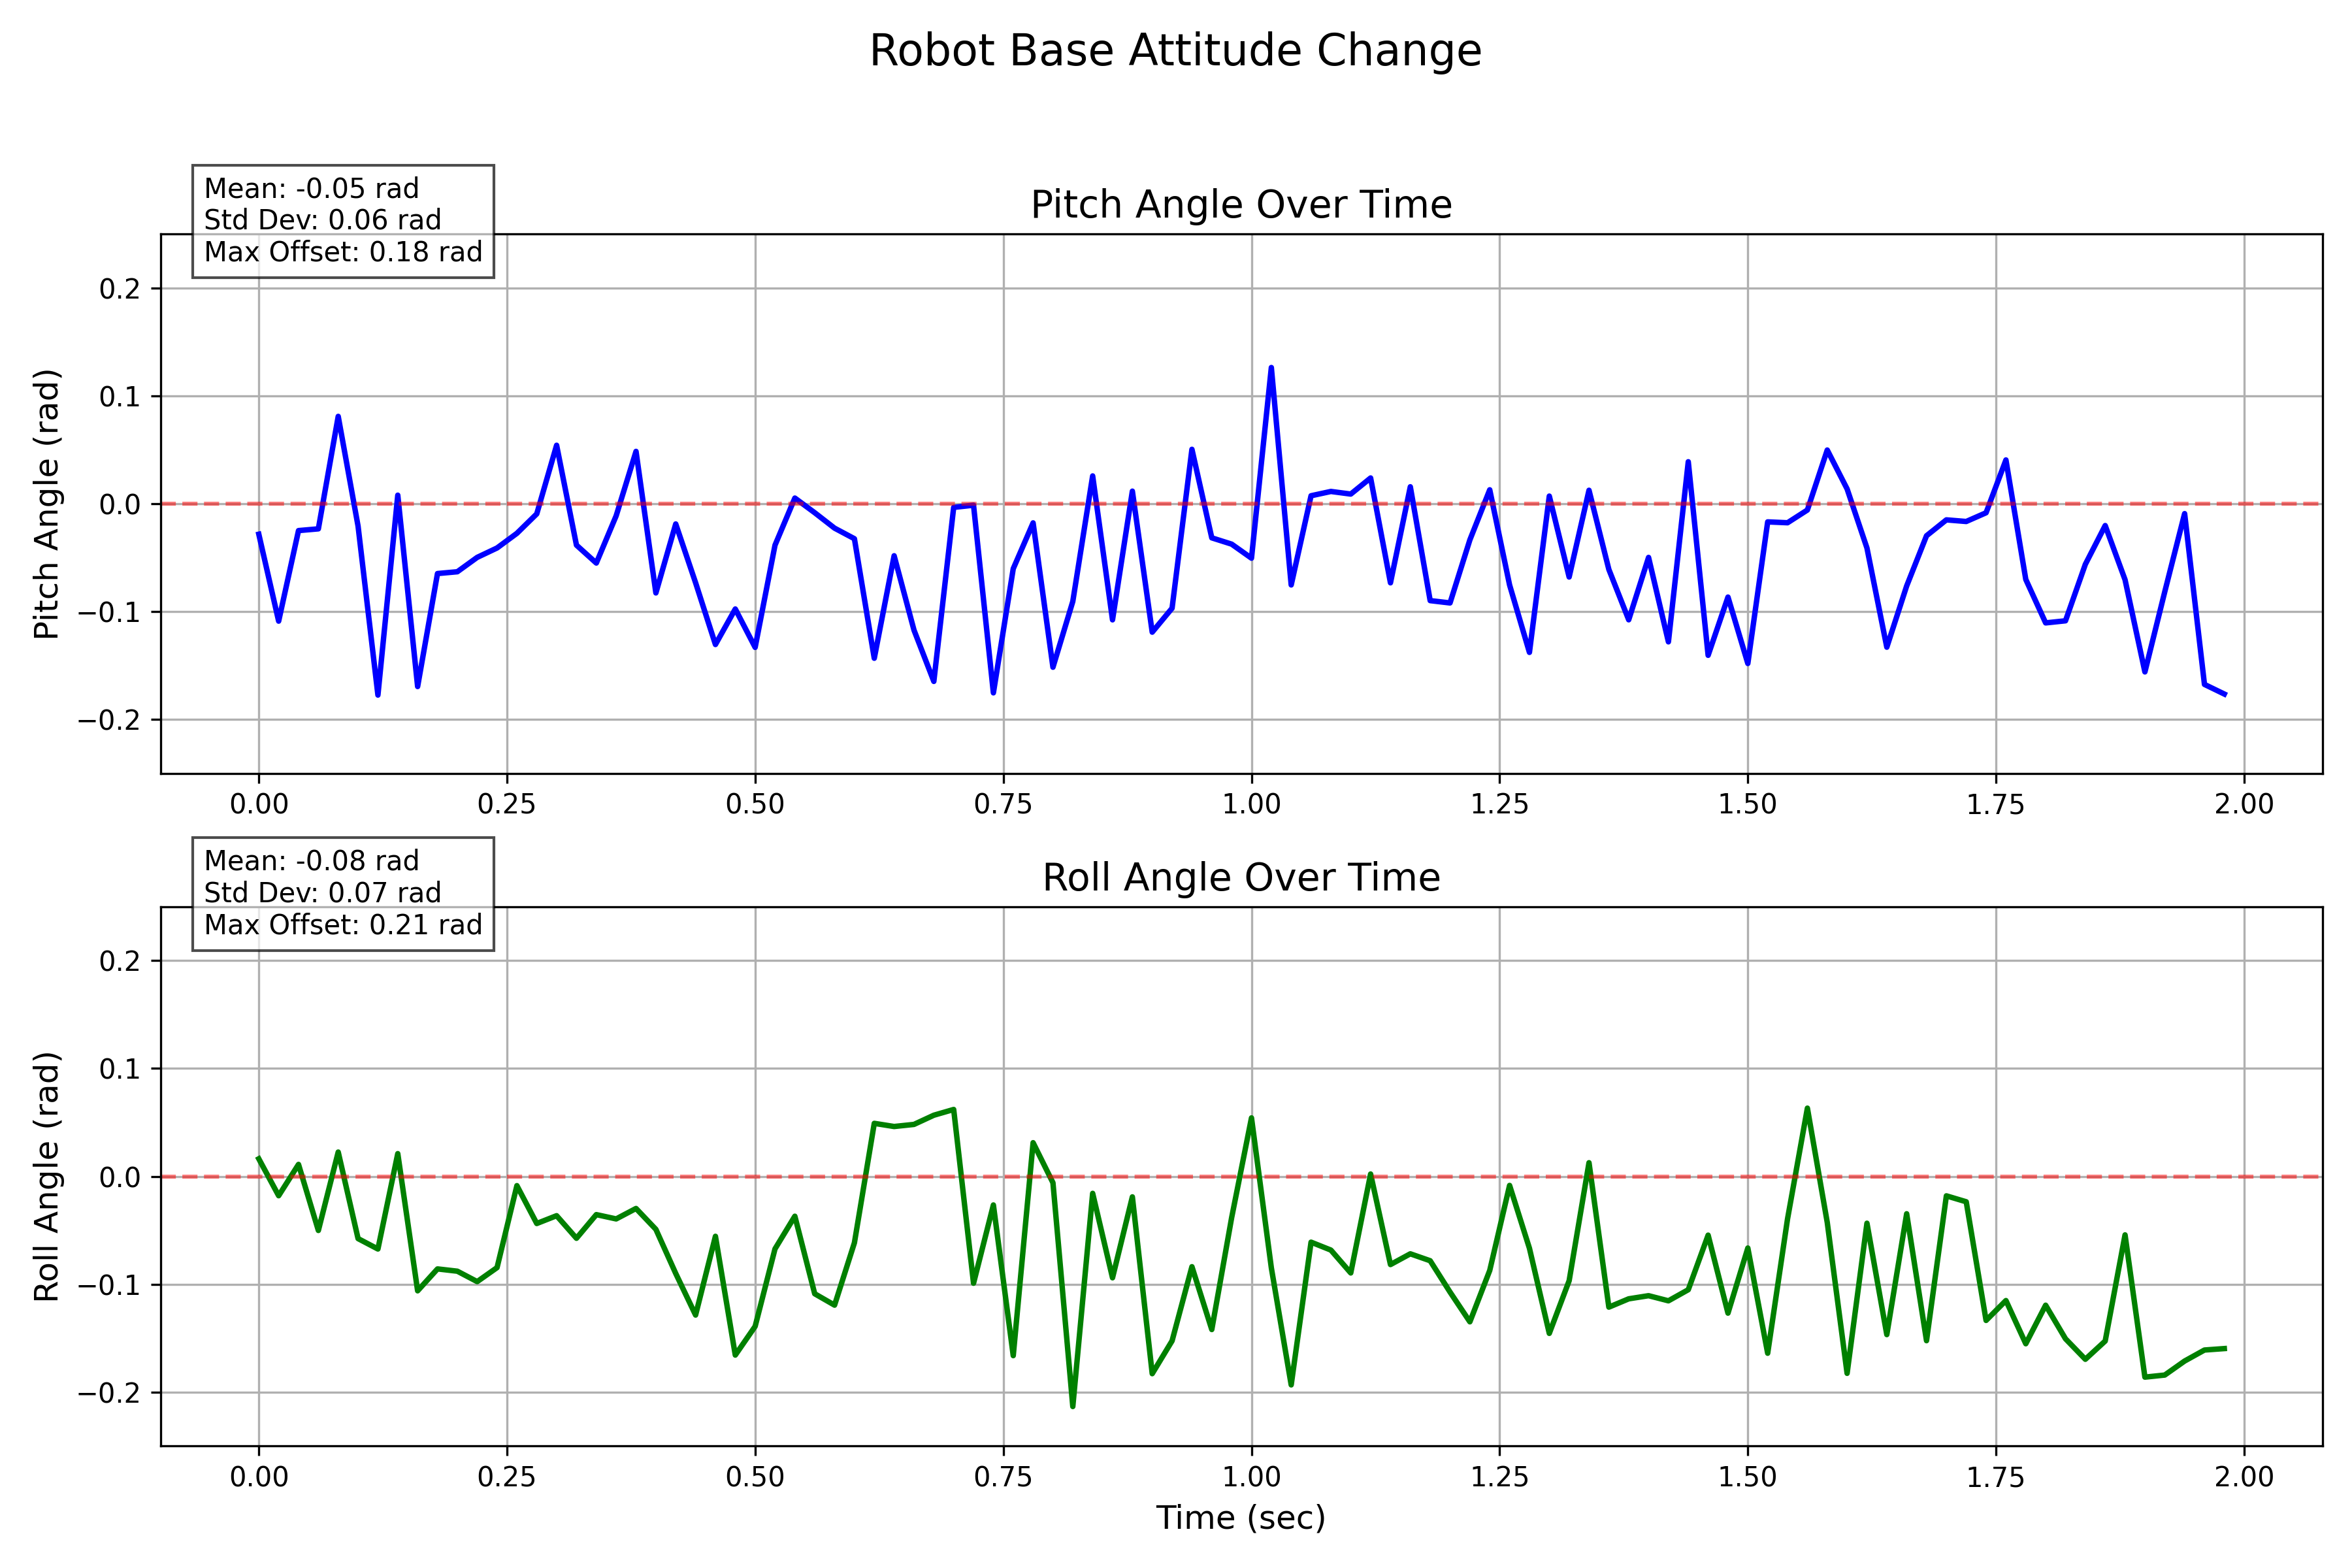 Robot Base Attitude Change
Mean: -0.05 rad
Std Dev: 0.06 rad
Max Offset: 0.18 rad
Pitch Angle Over Time
Pitch Angle (rad)
0.2
0.1
0.0
−0.1
−0.2
0.00 0.25 0.50 0.75 1.00 1.25 1.50 1.75 2.00
Mean: -0.08 rad
Std Dev: 0.07 rad
Max Offset: 0.21 rad
Roll Angle Over Time
Roll Angle (rad)
0.2
0.1
0.0
−0.1
−0.2
0.00 0.25 0.50 0.75 1.00 1.25 1.50 1.75 2.00
Time (sec)